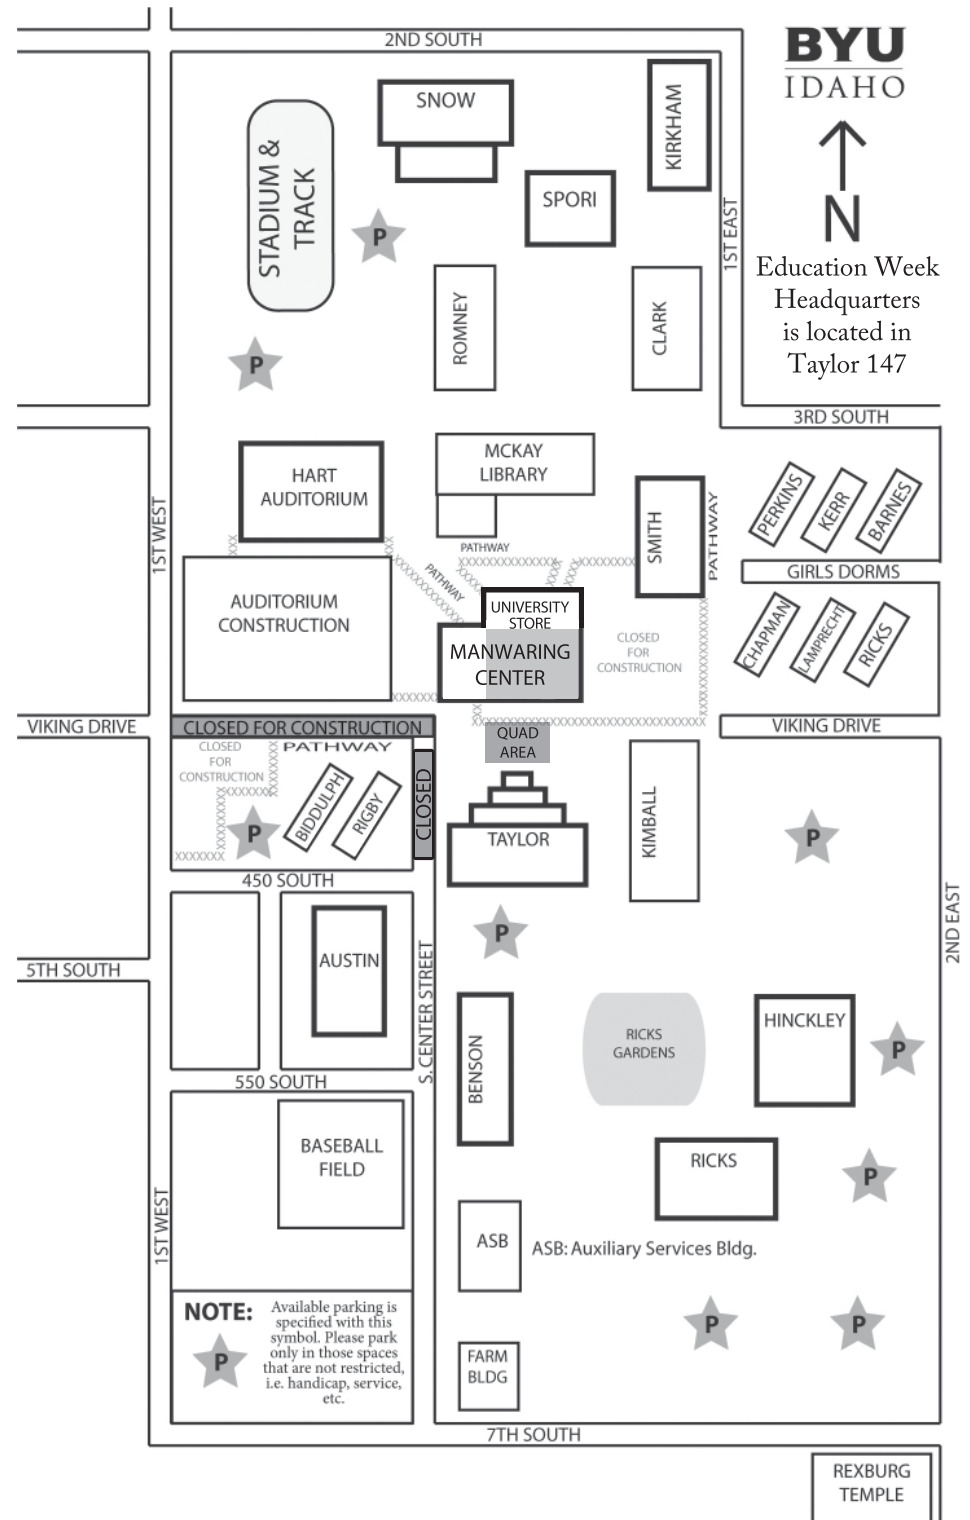 2ND SOUTH
BYU
IDAHO
N
Education Week
Headquarters
is located in
Taylor 147
SNOW
KIRKHAM
STADIUM &
TRACK
SPORI
P
1ST EAST
ROMNEY
CLARK
P
3RD SOUTH
HART
AUDITORIUM
MCKAY
LIBRARY
PERKINS
KERR
BARNES
1ST WEST
SMITH
PATHWAY
PATHWAY
PATHWAY
GIRLS DORMS
AUDITORIUM
CONSTRUCTION
UNIVERSITY
STORE
MANWARING
CENTER
CLOSED
FOR
CONSTRUCTION
CHAPMAN
LAMPRECHT
RICKS
VIKING DRIVE
CLOSED FOR CONSTRUCTION
VIKING DRIVE
QUAD
AREA
CLOSED
FOR
CONSTRUCTION
PATHWAY
BIDDULPH
RIGBY
CLOSED
P
TAYLOR
KIMBALL
P
450 SOUTH
P
2ND EAST
AUSTIN
5TH SOUTH
S. CENTER STREET
BENSON
RICKS
GARDENS
HINCKLEY
P
550 SOUTH
BASEBALL
FIELD
RICKS
P
1ST WEST
ASB
ASB: Auxiliary Services Bldg.
NOTE:
P
Available parking is
specified with this
symbol. Please park
only in those spaces
that are not restricted,
i.e. handicap, service,
etc.
P
P
FARM
BLDG
7TH SOUTH
REXBURG
TEMPLE